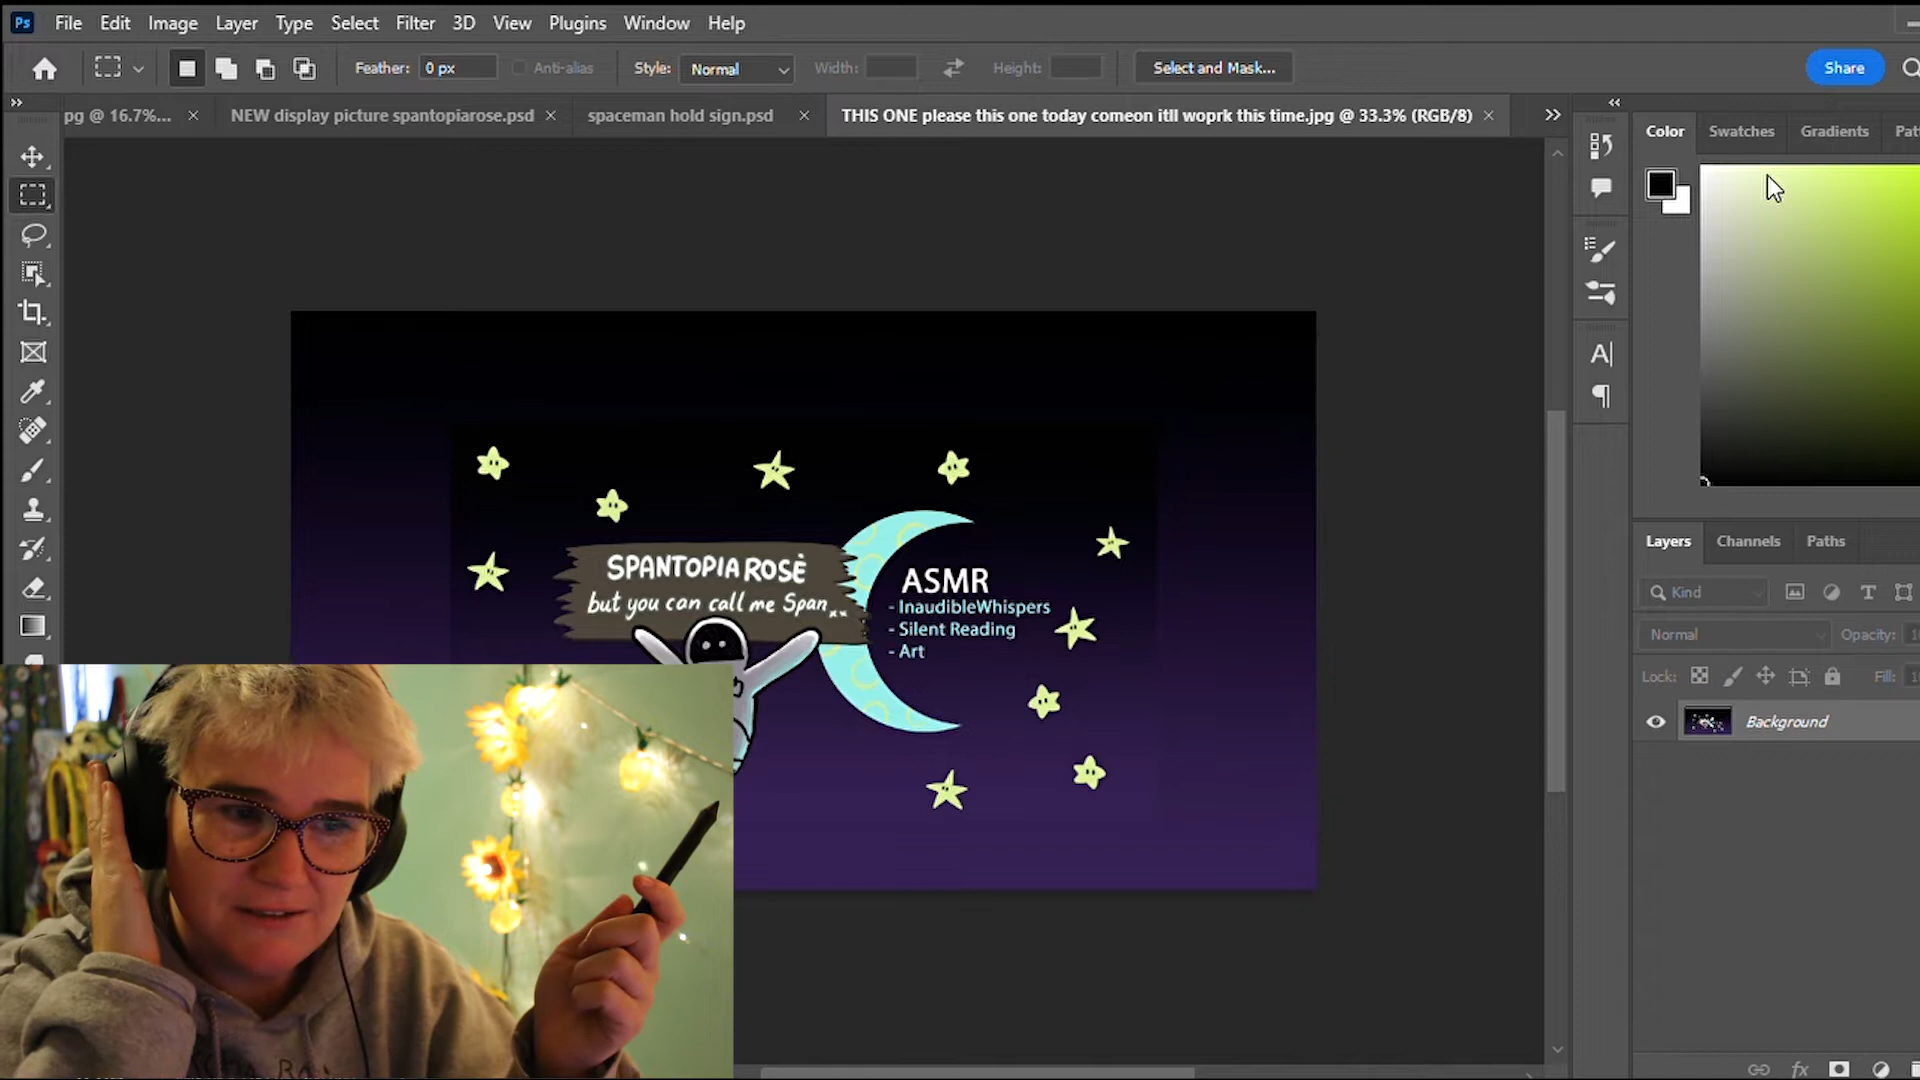 Ps File Edit Image Layer Type Select Filter 3D View Plugins Window Help
Feather: 0 px Anti-alias Style: Normal Width: Height: Select and Mask... Share
pg @ 16.7%... NEW display picture spantopiarose.psd spaceman hold sign.psd THIS ONE please this one today comeon itll woprk this time.jpg @ 33.3% (RGB/8)
Color Swatches Gradients
SPANTOPIA ROSÈ
but you can call me Span xx
ASMR
- InaudibleWhispers
- Silent Reading
- Art
Layers Channels Paths
Kind
Normal Opacity:
Lock: Fill:
Background
fx